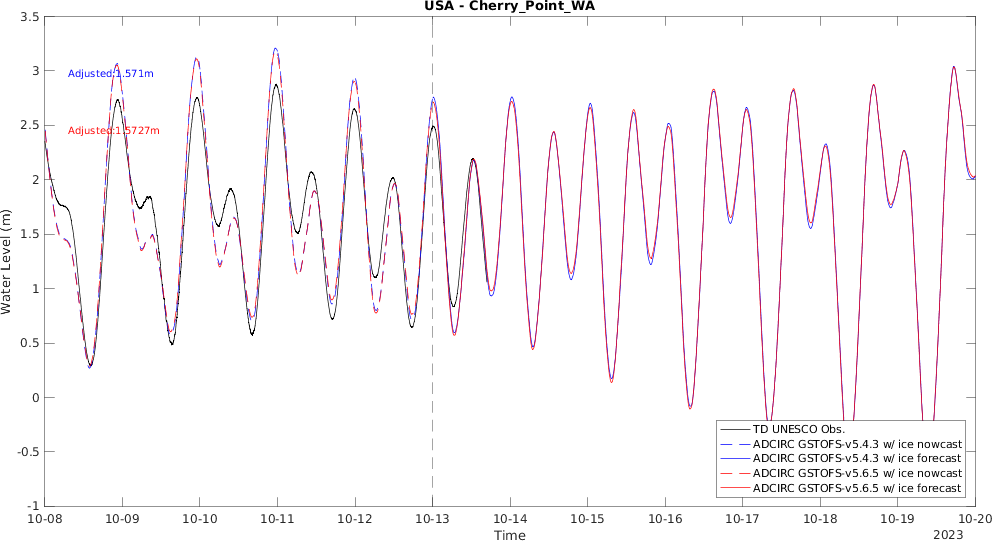 USA - Cherry_Point_WA
3.5
3
2.5
2
1.5
1
0.5
0
-0.5
-1
Water Level (m)
Adjusted:1.571m
Adjusted:1.5727m
TD UNESCO Obs.
ADCIRC GSTOFS-v5.4.3 w/ ice nowcast
ADCIRC GSTOFS-v5.4.3 w/ ice forecast
ADCIRC GSTOFS-v5.6.5 w/ ice nowcast
ADCIRC GSTOFS-v5.6.5 w/ ice forecast
10-08 10-09 10-10 10-11 10-12 10-13 10-14 10-15 10-16 10-17 10-18 10-19 10-20
Time
2023